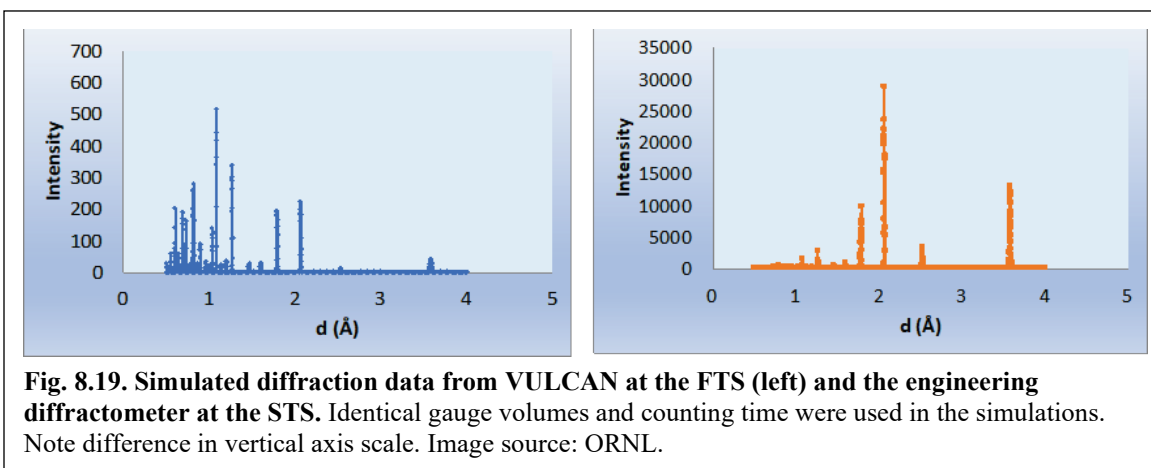 700
600
500
400
300
200
100
0
Intensity
0 1 2 3 4 5
d (Å)
35000
30000
25000
20000
15000
10000
5000
0
Intensity
0 1 2 3 4 5
d (Å)
Fig. 8.19. Simulated diffraction data from VULCAN at the FTS (left) and the engineering
diffractometer at the STS. Identical gauge volumes and counting time were used in the simulations.
Note difference in vertical axis scale. Image source: ORNL.